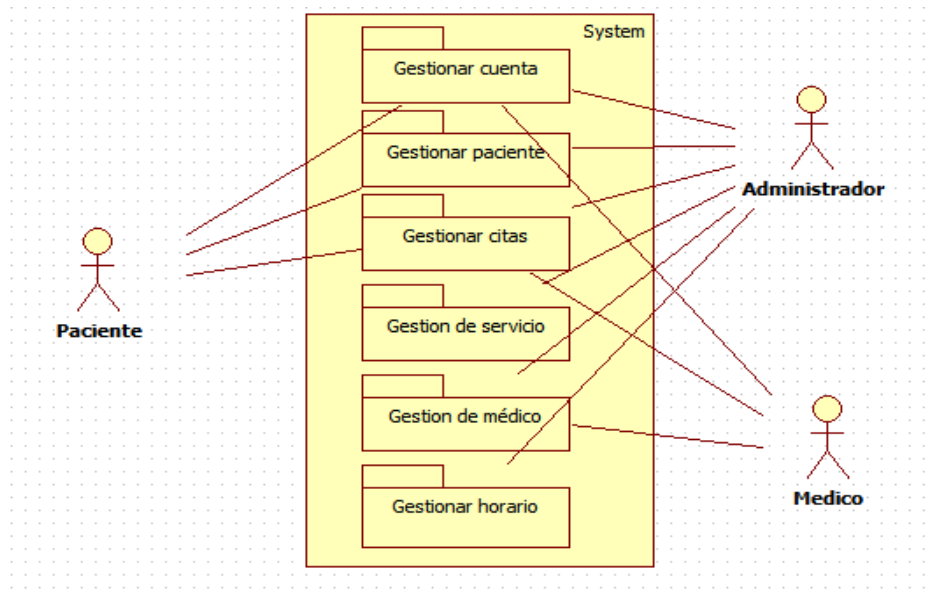 System
Gestionar cuenta
Gestionar paciente
Gestionar citas
Gestion de servicio
Gestion de médico
Gestionar horario
Paciente
Administrador
Medico